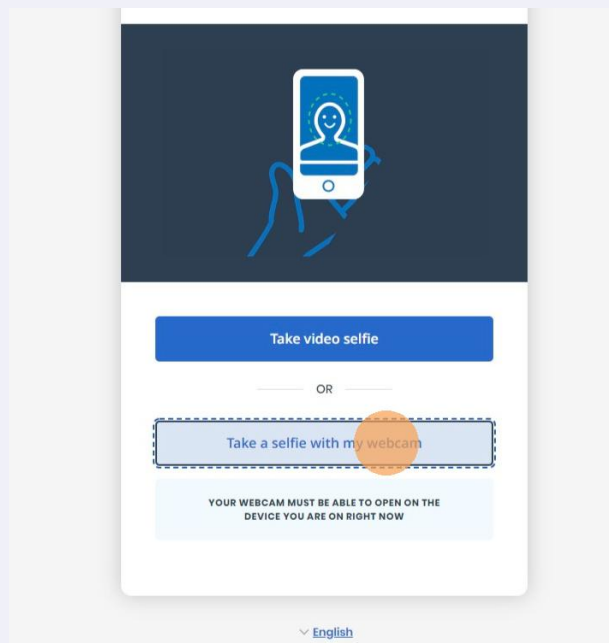 Take video selfie
OR
Take a selfie with my webcam
YOUR WEBCAM MUST BE ABLE TO OPEN ON THE
DEVICE YOU ARE ON RIGHT NOW
English